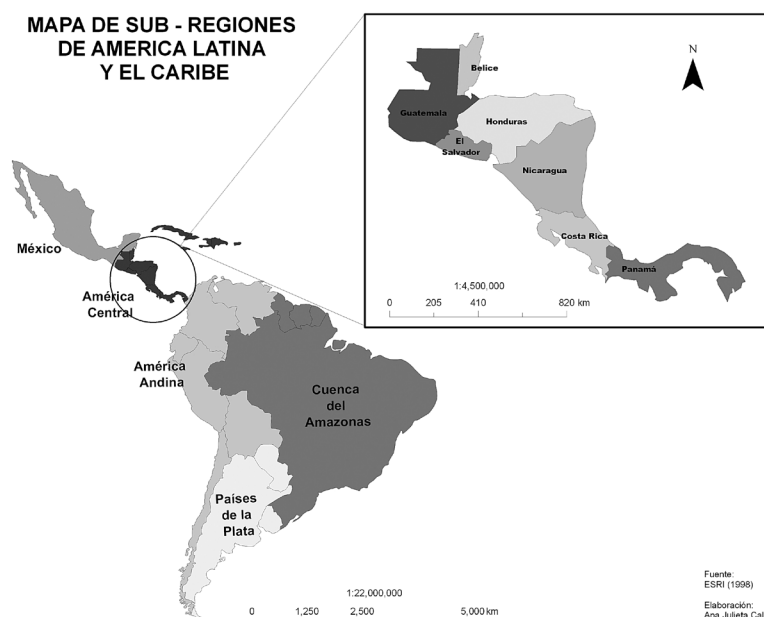 MAPA DE SUB - REGIONES
DE AMERICA LATINA
Y EL CARIBE
N
Belice
Guatemala
Honduras
El
Salvador
Nicaragua
Costa Rica
Panamá
1:4,500,000
0 205 410 820 km
México
América
Central
América
Andina
Cuenca
del
Amazonas
Países
de la
Plata
1:22,000,000
0 1,250 2,500 5,000 km
Fuente:
ESRI (1998)
Elaboración:
Ana Julieta Cal